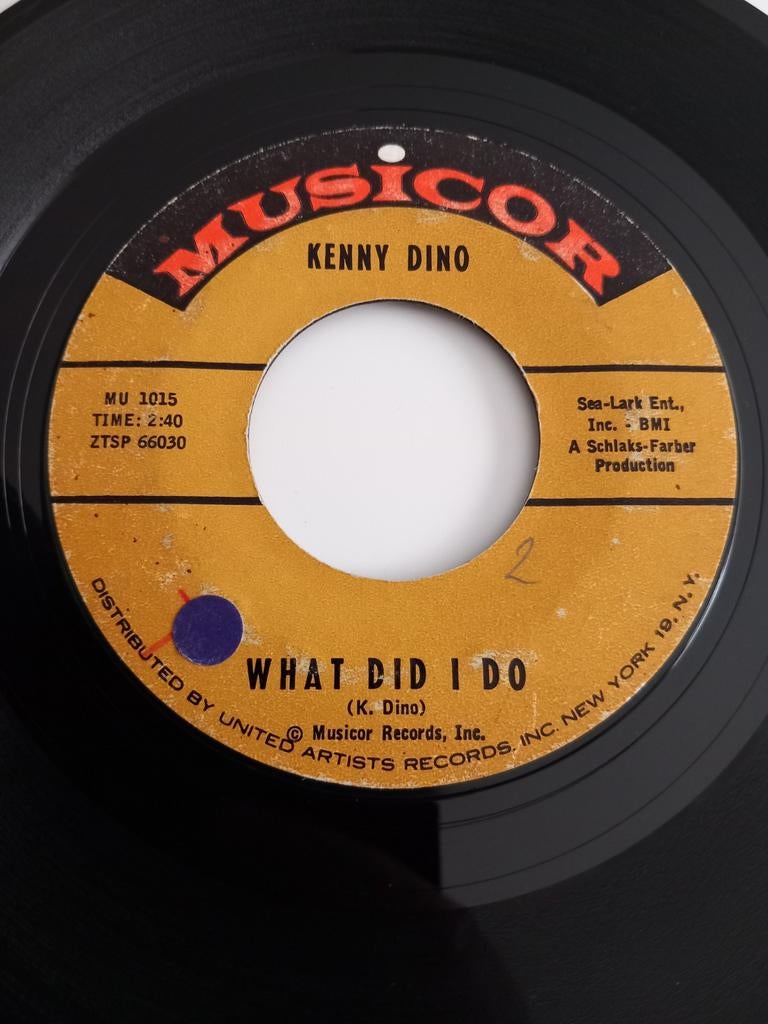 MUSICOR
KENNY DINO
MU 1015
TIME: 2:40
ZTSP 66030
Sea-Lark Ent.,
Inc. - BMI
A Schlaks-Farber
Production
2
WHAT DID I DO
(K. Dino)
© Musicor Records, Inc.
DISTRIBUTED BY UNITED ARTISTS RECORDS, INC. NEW YORK 19, N.Y.